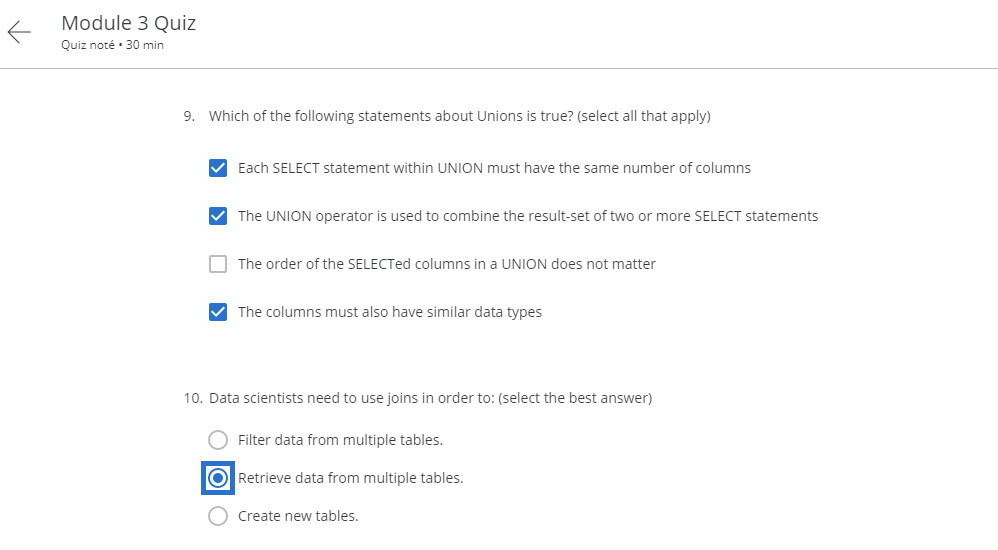 Module 3 Quiz
Quiz noté • 30 min
9. Which of the following statements about Unions is true? (select all that apply)
Each SELECT statement within UNION must have the same number of columns
The UNION operator is used to combine the result-set of two or more SELECT statements
The order of the SELECTed columns in a UNION does not matter
The columns must also have similar data types
10. Data scientists need to use joins in order to: (select the best answer)
Filter data from multiple tables.
Retrieve data from multiple tables.
Create new tables.